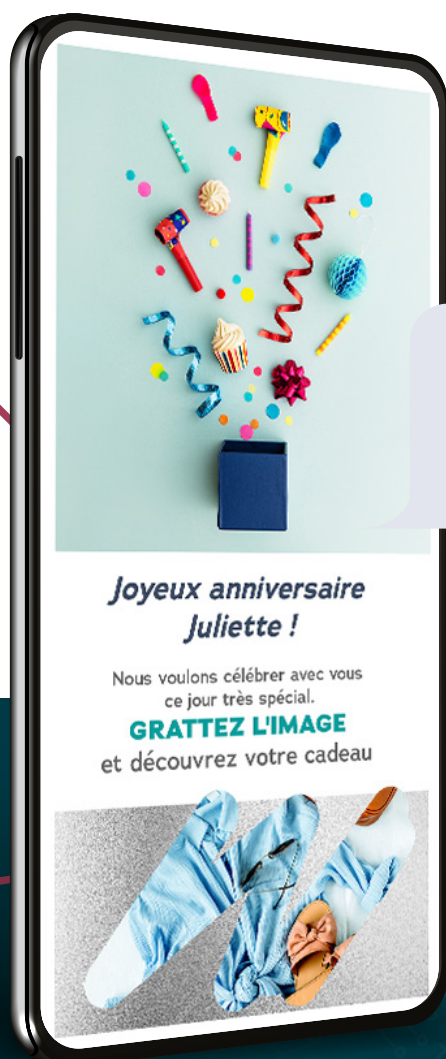 Joyeux anniversaire
Juliette !
Nous voulons célébrer avec vous
ce jour très spécial.
GRATTEZ L'IMAGE
et découvrez votre cadeau